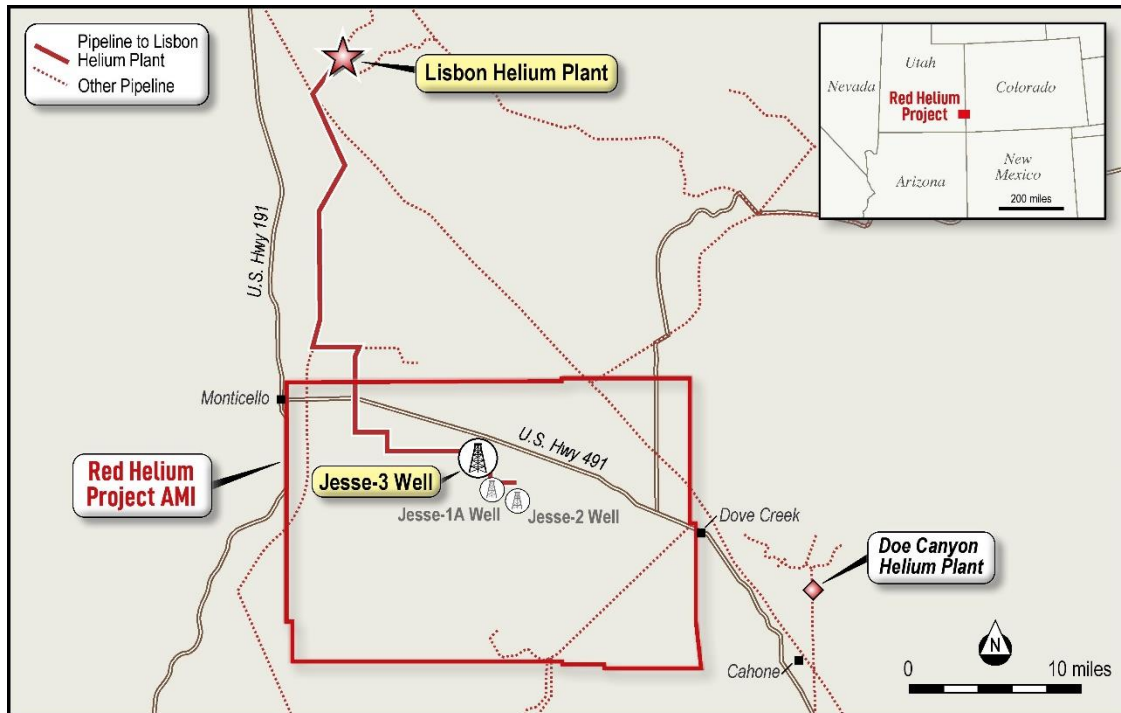 Pipeline to Lisbon
Helium Plant
Other Pipeline
Lisbon Helium Plant
Utah
Nevada
Colorado
Red Helium
Project
Arizona
New
Mexico
200 miles
U.S. Hwy 191
Monticello
U.S. Hwy 491
Red Helium
Project AMI
Jesse-3 Well
Jesse-1A Well
Jesse-2 Well
Dove Creek
Doe Canyon
Helium Plant
Cahone
N
0
10 miles